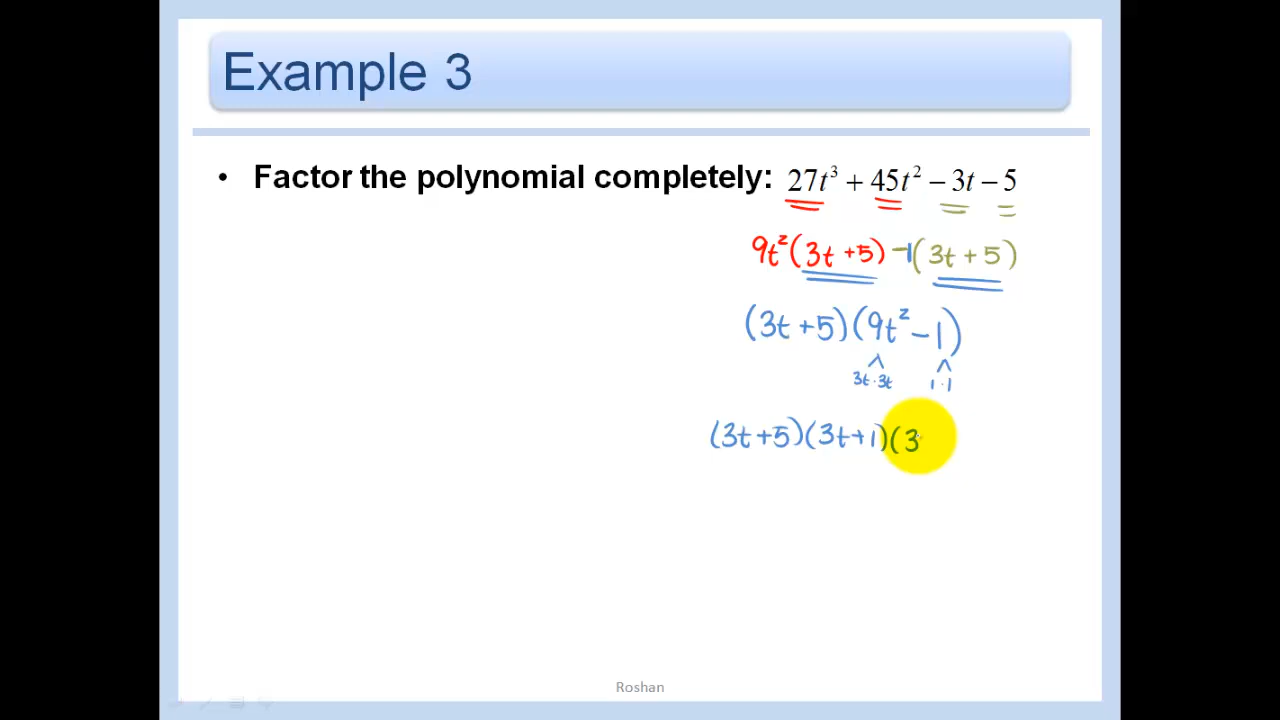 Example 3
• Factor the polynomial completely: 27t³ + 45t² − 3t − 5
9t²(3t+5) −1(3t+5)
(3t+5)(9t²−1)
3t·3t 1·1
(3t+5)(3t+1)(3
Roshan